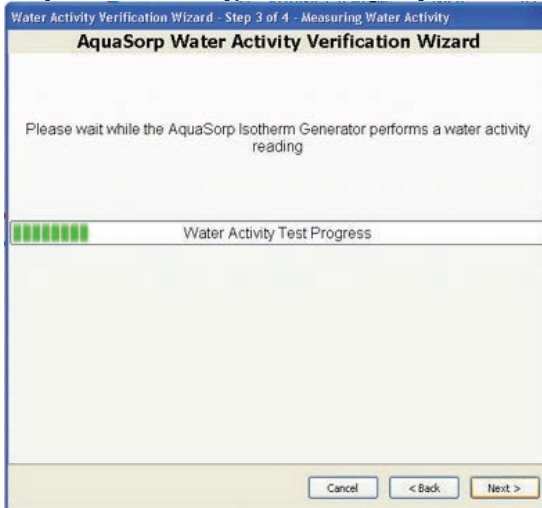 Water Activity Verification Wizard - Step 3 of 4 - Measuring Water Activity
AquaSorp Water Activity Verification Wizard
Please wait while the AquaSorp Isotherm Generator performs a water activity
reading
Water Activity Test Progress
Cancel
< Back
Next >